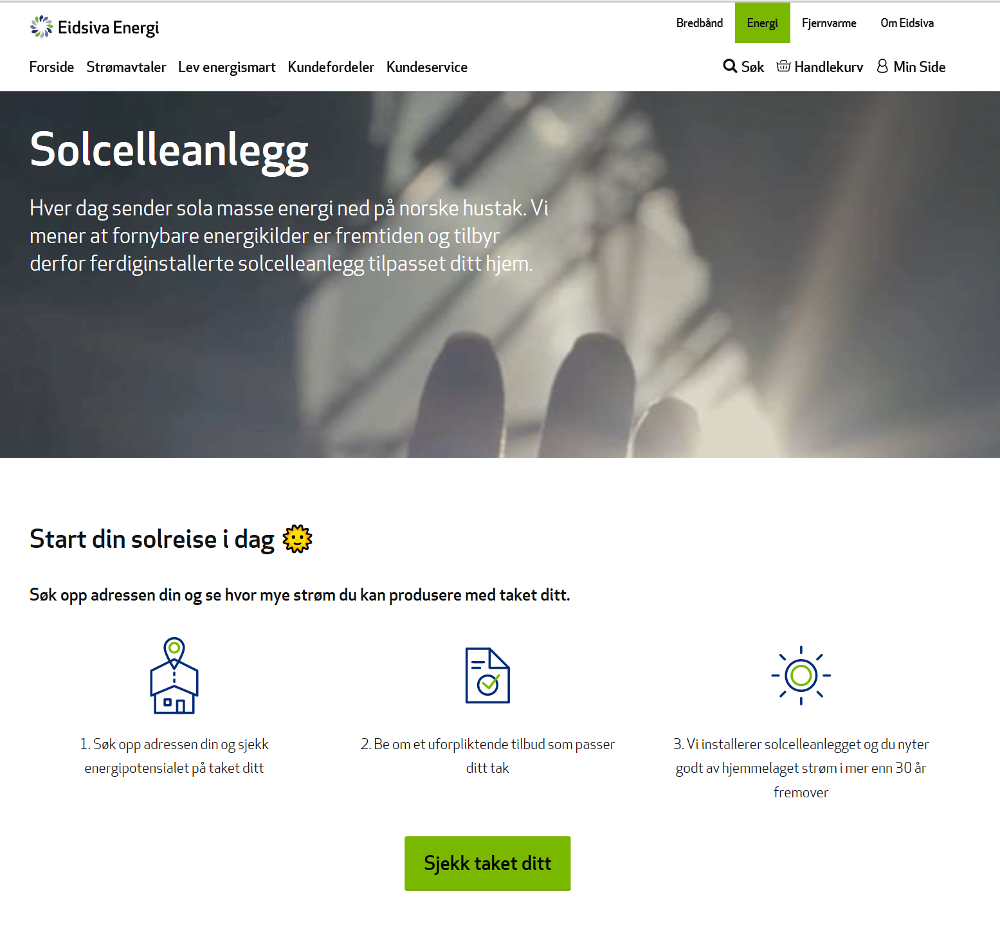 Eidsiva Energi
Bredbånd Energi Fjernvarme Om Eidsiva
Forside Strømavtaler Lev energismart Kundefordeler Kundeservice
Søk Handlekurv Min Side
Solcelleanlegg
Hver dag sender sola masse energi ned på norske hustak. Vi
mener at fornybare energikilder er fremtiden og tilbyr
derfor ferdiginstallerte solcelleanlegg tilpasset ditt hjem.
Start din solreise i dag
Søk opp adressen din og se hvor mye strøm du kan produsere med taket ditt.
1. Søk opp adressen din og sjekk
energipotensialet på taket ditt
2. Be om et uforpliktende tilbud som passer
ditt tak
3. Vi installerer solcelleanlegget og du nyter
godt av hjemmelaget strøm i mer enn 30 år
fremover
Sjekk taket ditt